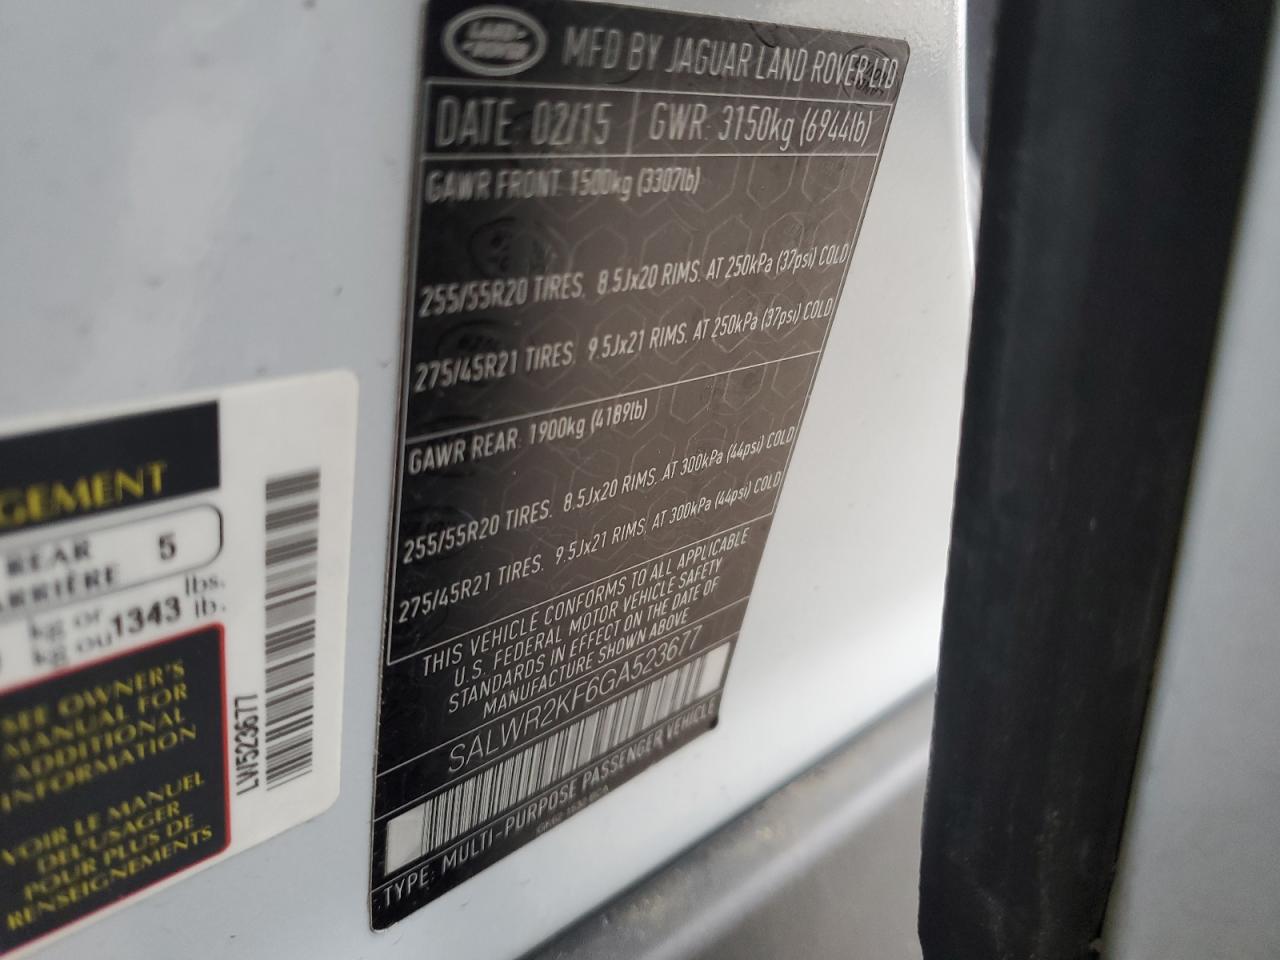 LAND-
ROVER
MFD BY JAGUAR LAND ROVER LTD
DATE: 02/15 GWR: 3150kg (6944lb)
GAWR FRONT 1500kg (3307lb)
255/55R20 TIRES, 8.5Jx20 RIMS, AT 250kPa (37psi) COLD
275/45R21 TIRES, 9.5Jx21 RIMS, AT 250kPa (37psi) COLD
GAWR REAR: 1900kg (4189lb)
255/55R20 TIRES, 8.5Jx20 RIMS, AT 300kPa (44psi) COLD
275/45R21 TIRES, 9.5Jx21 RIMS, AT 300kPa (44psi) COLD
THIS VEHICLE CONFORMS TO ALL APPLICABLE
U.S. FEDERAL MOTOR VEHICLE SAFETY
STANDARDS IN EFFECT ON THE DATE OF
MANUFACTURE SHOWN ABOVE
SALWR2KF6GA523677
TYPE: MULTI-PURPOSE PASSENGER VEHICLE
GEMENT
REAR 5
ARRIÈRE
kg or 1343 lbs.
kg ou lb.
SEE OWNER'S
MANUAL FOR
ADDITIONAL
INFORMATION
VOIR LE MANUEL
DE L'USAGER
POUR PLUS DE
RENSEIGNEMENTS
LW523677